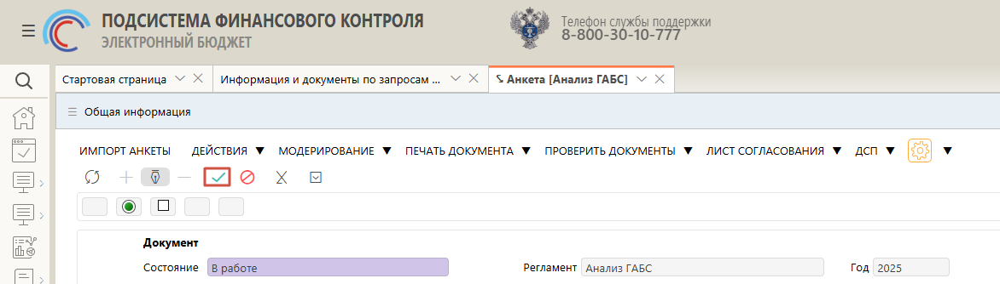 ПОДСИСТЕМА ФИНАНСОВОГО КОНТРОЛЯ
ЭЛЕКТРОННЫЙ БЮДЖЕТ
Телефон службы поддержки
8-800-30-10-777
Стартовая страница
Информация и документы по запросам ...
Анкета [Анализ ГАБС]
Общая информация
ИМПОРТ АНКЕТЫ ДЕЙСТВИЯ МОДЕРИРОВАНИЕ ПЕЧАТЬ ДОКУМЕНТА ПРОВЕРИТЬ ДОКУМЕНТЫ ЛИСТ СОГЛАСОВАНИЯ ДСП
Документ
Состояние В работе Регламент Анализ ГАБС Год 2025